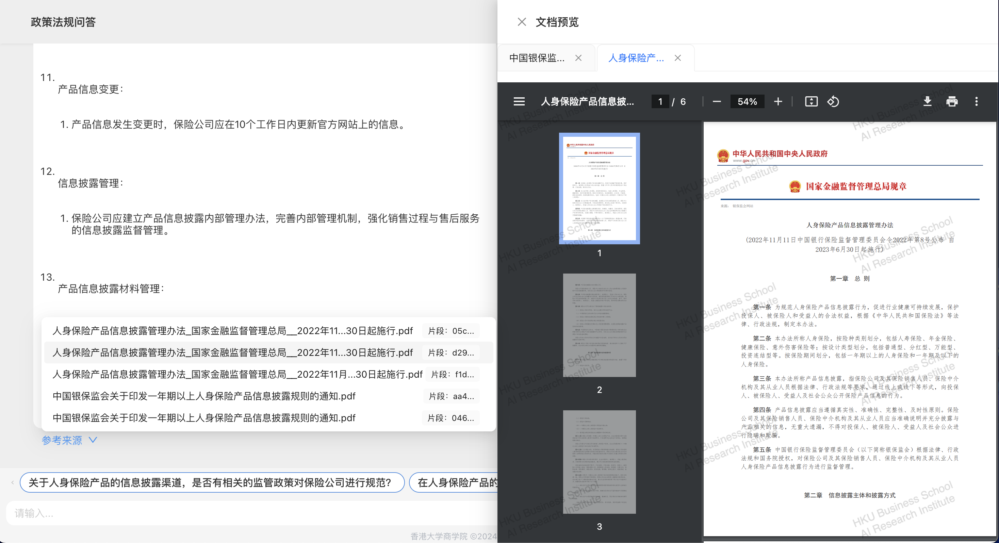 政策法规问答
11.
产品信息变更：
1. 产品信息发生变更时，保险公司应在10个工作日内更新官方网站上的信息。
12.
信息披露管理：
1. 保险公司应建立产品信息披露内部管理办法，完善内部管理机制，强化销售过程与售后服务
的信息披露监督管理。
13.
产品信息披露材料管理：
人身保险产品信息披露管理办法_国家金融监督管理总局__2022年11...30日起施行.pdf 片段：05c...
人身保险产品信息披露管理办法_国家金融监督管理总局__2022年11...30日起施行.pdf 片段：d29...
人身保险产品信息披露管理办法_国家金融监督管理总局__2022年11月...30日起施行.pdf 片段：f1d...
中国银保监会关于印发一年期以上人身保险产品信息披露规则的通知.pdf 片段：aa4...
中国银保监会关于印发一年期以上人身保险产品信息披露规则的通知.pdf 片段：046...
参考来源
关于人身保险产品的信息披露渠道，是否有相关的监管政策对保险公司进行规范？
在人身保险产品的
请输入...
香港大学商学院 ©2024
文档预览
中国银保监...
人身保险产...
人身保险产品信息披...
1 / 6
54%
1
2
3
中华人民共和国中央人民政府
www.gov.cn
国家金融监督管理总局规章
来源： 银保监会网站
人身保险产品信息披露管理办法
（2022年11月11日中国银行保险监督管理委员会令2022年第8号公布 自
2023年6月30日起施行）
第一章 总 则
第一条 为规范人身保险产品信息披露行为，促进行业健康可持续发展，保护
投保人、被保险人和受益人的合法权益，根据《中华人民共和国保险法》等法
律、行政法规，制定本办法。
第二条 本办法所称人身保险，按险种类别划分，包括人寿保险、年金保险、
健康保险、意外伤害保险等；按设计类型划分，包括普通型、分红型、万能型、
投资连结型等。按保险期间划分，包括一年期以上的人身保险和一年期及以下的
人身保险。
第三条 本办法所称产品信息披露，指保险公司及其保险销售人员、保险中介
机构及其从业人员根据法律、行政法规等要求，通过线上或线下等形式，向投保
人、被保险人、受益人及社会公众公开保险产品信息的行为。
第四条 产品信息披露应当遵循真实性、准确性、完整性、及时性原则。保险
公司及其保险销售人员、保险中介机构及其从业人员应当准确说明并充分披露与
产品相关的信息，无重大遗漏，不得对投保人、被保险人、受益人及社会公众进
行隐瞒和欺骗。
第五条 中国银行保险监督管理委员会（以下简称银保监会）根据法律、行政
法规和国务院授权，对保险公司及其保险销售人员、保险中介机构及其从业人员
人身保险产品信息披露行为进行监督管理。
第二章 信息披露主体和披露方式
HKU Business School
AI Research Institute